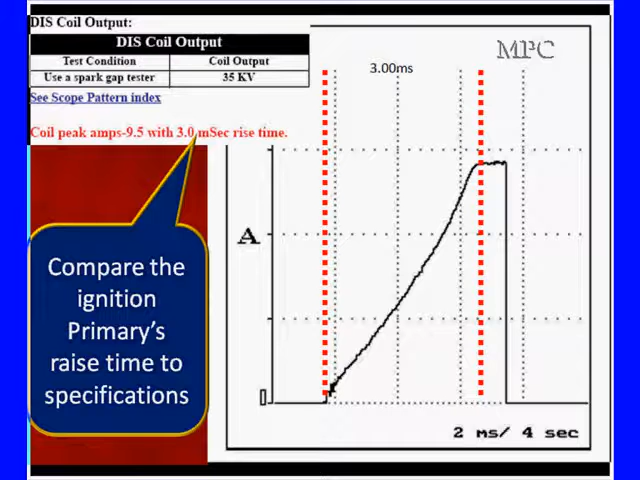 DIS Coil Output:
DIS Coil Output
Test Condition Coil Output
Use a spark gap tester 35 KV
See Scope Pattern index
Coil peak amps-9.5 with 3.0 mSec rise time.
MPC
3.00ms
A
0
Compare the
ignition
Primary's
raise time to
specifications
2 ms/ 4 sec